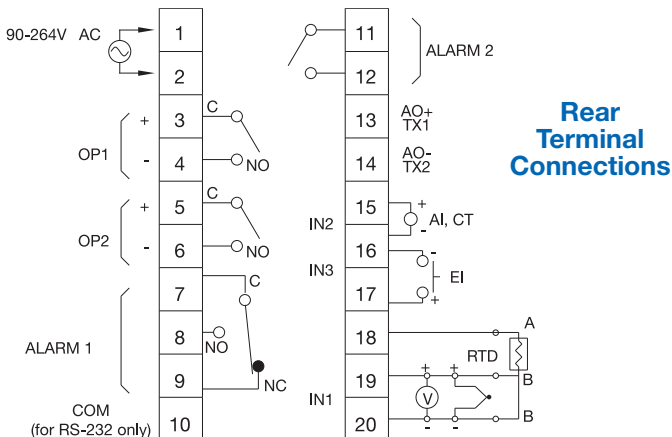 90-264V AC
1
2
OP1
+
-
3
4
C
NO
OP2
+
-
5
6
C
NO
ALARM 1
7
8
9
C
NO
NC
COM
(for RS-232 only)
10
11
12
ALARM 2
13
AO+
TX1
14
AO-
TX2
IN2
15
+
-
AI, CT
IN3
16
17
-
+
EI
18
A
RTD
IN1
19
20
+
+
V
-
-
B
B
Rear
Terminal
Connections